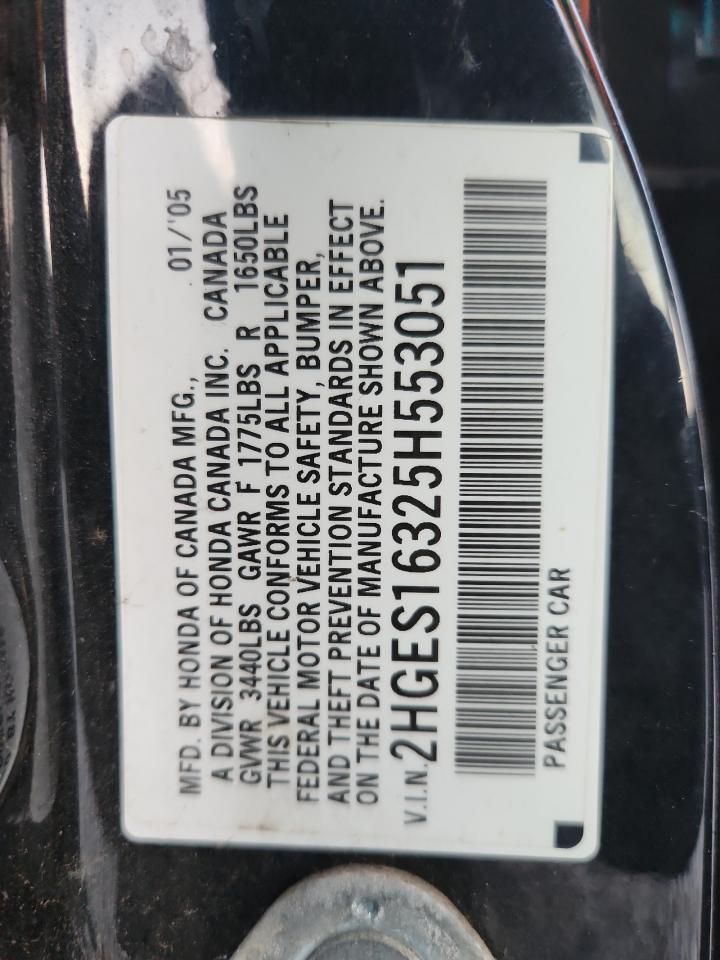 MFD. BY HONDA OF CANADA MFG., 01/'05
A DIVISION OF HONDA CANADA INC. CANADA
GVWR 3440LBS GAWR F 1775LBS R 1650LBS
THIS VEHICLE CONFORMS TO ALL APPLICABLE
FEDERAL MOTOR VEHICLE SAFETY, BUMPER,
AND THEFT PREVENTION STANDARDS IN EFFECT
ON THE DATE OF MANUFACTURE SHOWN ABOVE.
V.I.N. 2HGES16325H553051
PASSENGER CAR